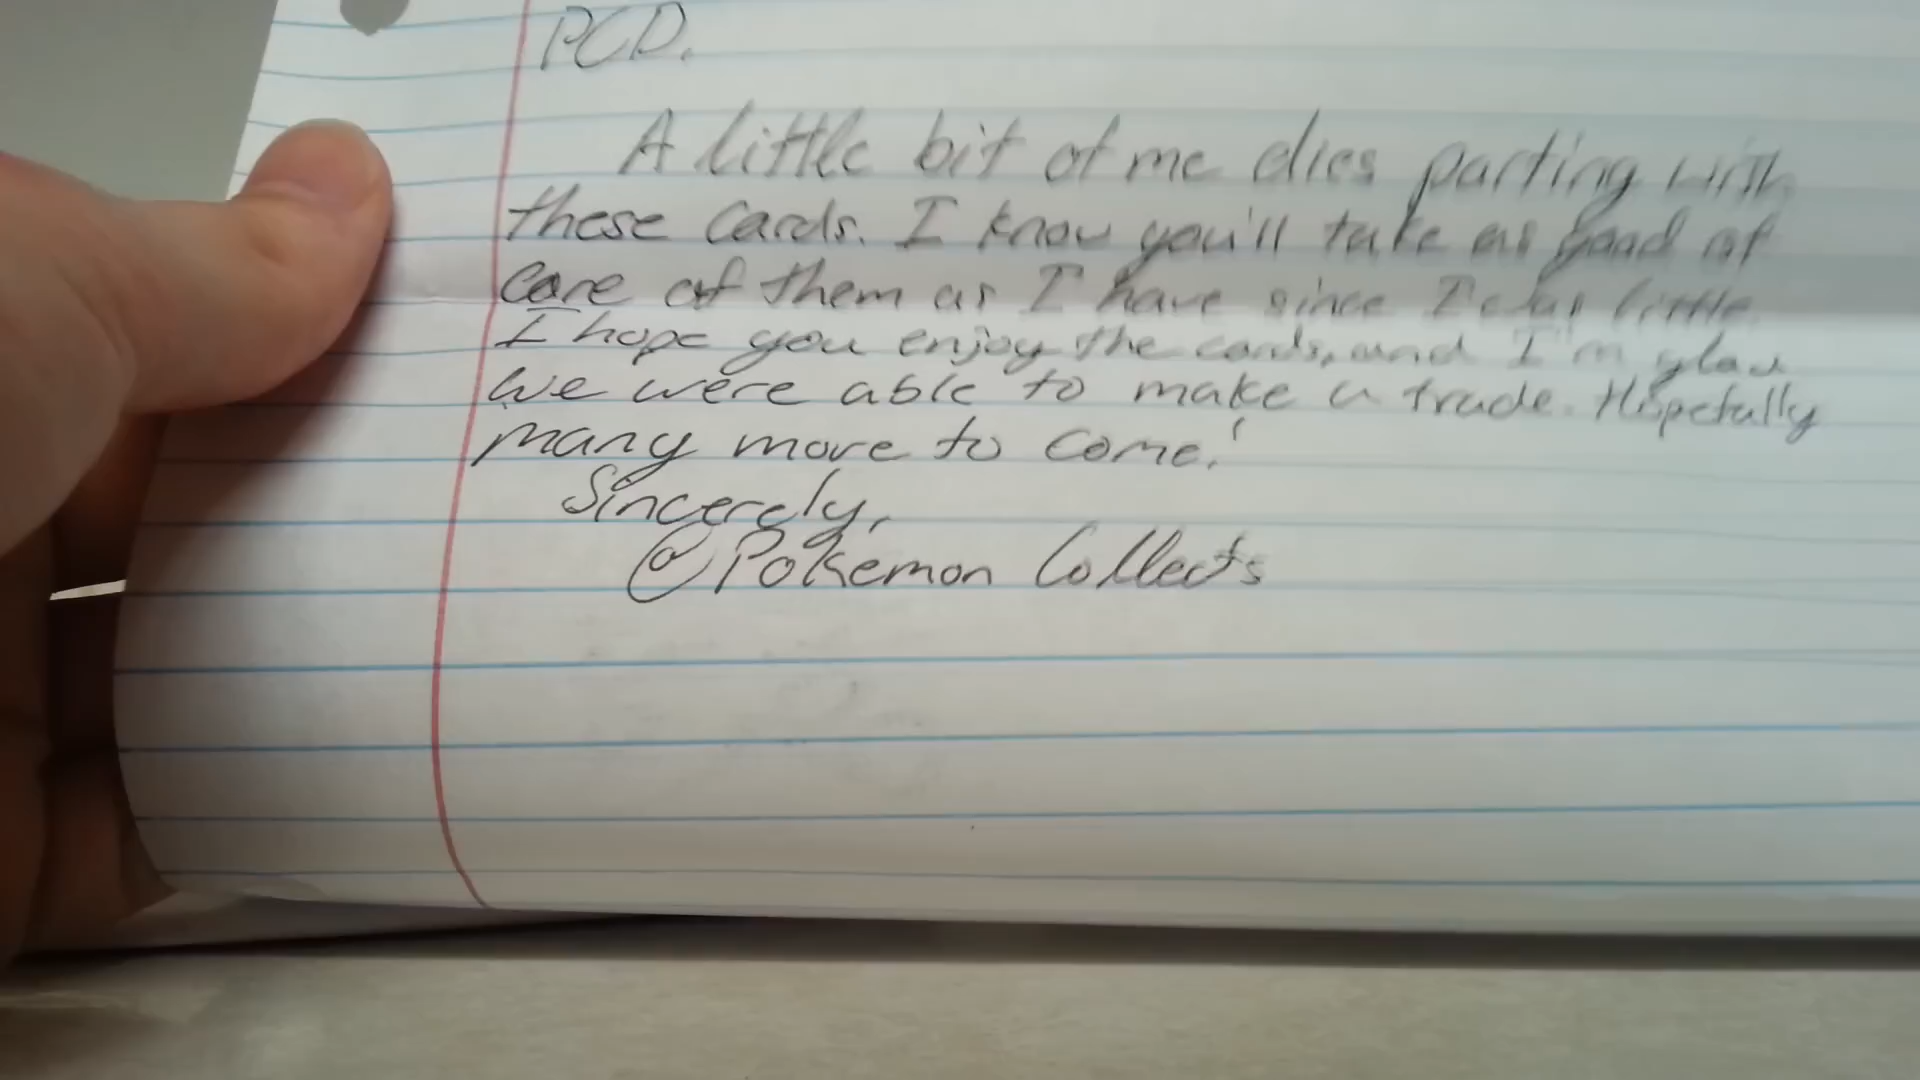 PCD.
A little bit of me dies parting with
these cards. I know you'll take as good of
care of them as I have since I was little.
I hope you enjoy the cards, and I'm glad
we were able to make a trade. Hopefully
many more to come!
Sincerely,
@Pokemon Collects